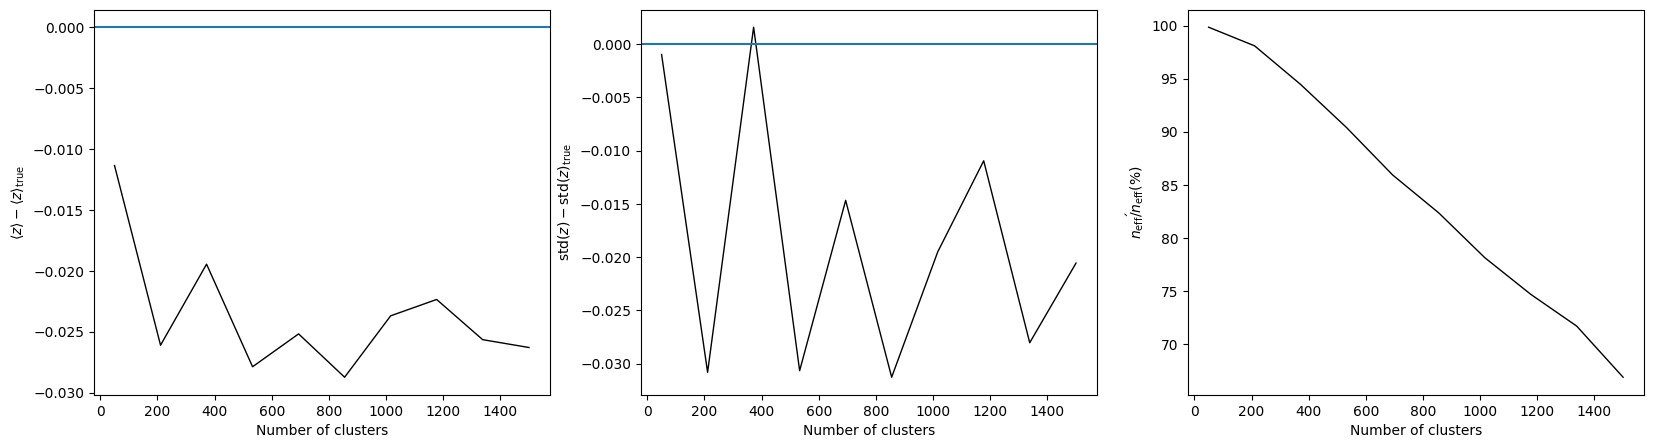 0.000
−0.005
−0.010
−0.015
−0.020
−0.025
−0.030
⟨z⟩ − ⟨z⟩true
0 200 400 600 800 1000 1200 1400
Number of clusters
0.000
−0.005
−0.010
−0.015
−0.020
−0.025
−0.030
std(z) − std(z)true
0 200 400 600 800 1000 1200 1400
Number of clusters
100
95
90
85
80
75
70
n′eff/neff(%)
0 200 400 600 800 1000 1200 1400
Number of clusters